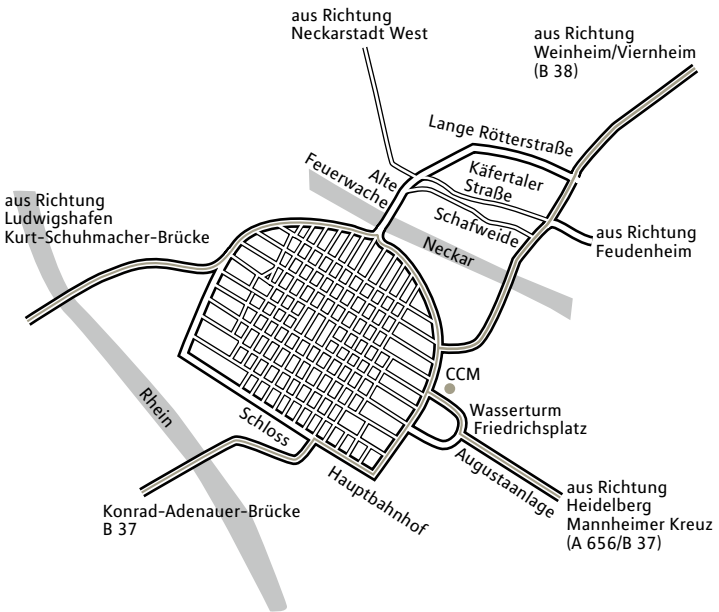 aus Richtung
Neckarstadt West
aus Richtung
Weinheim/Viernheim
(B 38)
Lange Rötterstraße
Käfertaler
Straße
Alte
Feuerwache
Schafweide
Neckar
aus Richtung
Ludwigshafen
Kurt-Schuhmacher-Brücke
aus Richtung
Feudenheim
CCM
Rhein
Wasserturm
Friedrichsplatz
Schloss
Augustaanlage
Hauptbahnhof
aus Richtung
Heidelberg
Mannheimer Kreuz
(A 656/B 37)
Konrad-Adenauer-Brücke
B 37